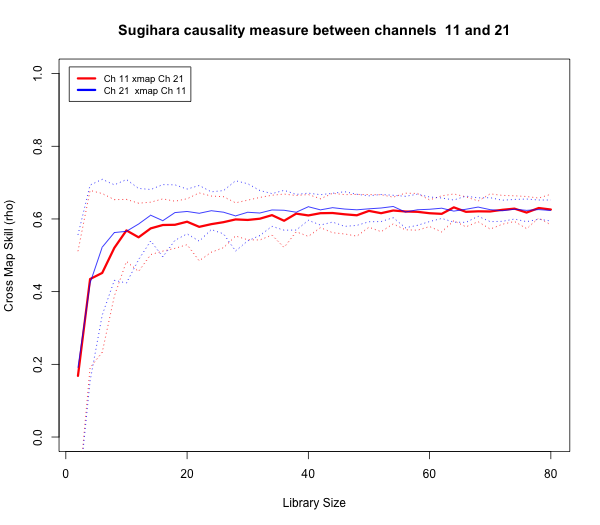 Sugihara causality measure between channels  11 and 21
Ch 11 xmap Ch 21
Ch 21  xmap Ch 11
Cross Map Skill (rho)
1.0
0.8
0.6
0.4
0.2
0.0
0 20 40 60 80
Library Size